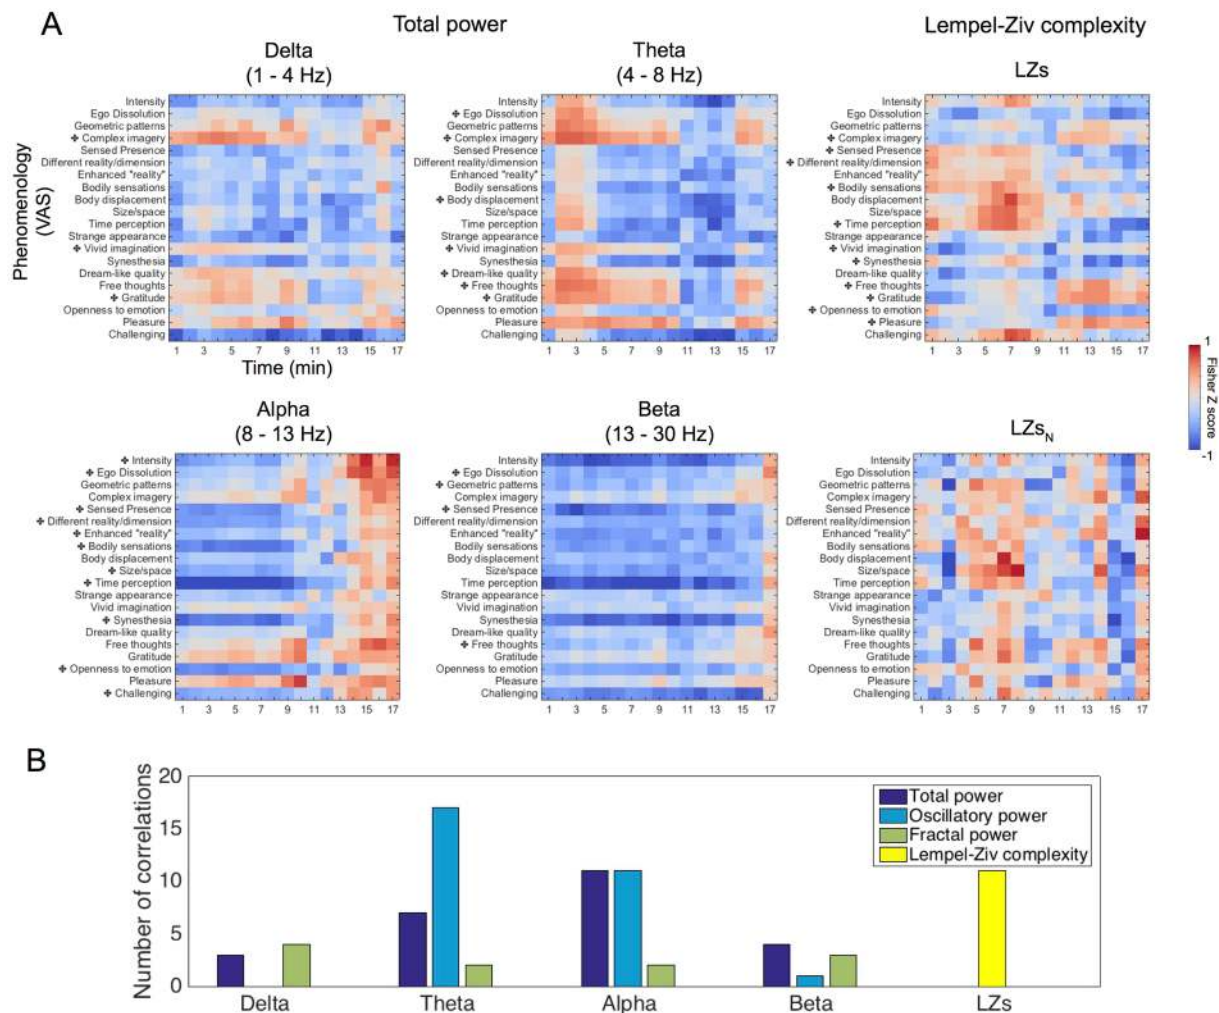 A
Total power
Lempel-Ziv complexity
Delta
(1 - 4 Hz)
Theta
(4 - 8 Hz)
LZs
Phenomemology
(VAS)
Intensity
Ego Dissolution
Geometric patterns
✤ Complex imagery
Sensed Presence
Different reality/dimension
Enhanced "reality"
Bodily sensations
Body displacement
Size/space
Time perception
Strange appearance
✤ Vivid imagination
Synesthesia
Dream-like quality
Free thoughts
✤ Gratitude
Openness to emotion
Pleasure
Challenging
1 3 5 7 9 11 13 15 17
Time (min)
Intensity
✤ Ego Dissolution
Geometric patterns
✤ Complex imagery
Sensed Presence
Different reality/dimension
Enhanced "reality"
Bodily sensations
✤ Body displacement
Size/space
Time perception
Strange appearance
✤ Vivid imagination
Synesthesia
✤ Dream-like quality
✤ Free thoughts
✤ Gratitude
Openness to emotion
Pleasure
Challenging
1 3 5 7 9 11 13 15 17
Intensity
Ego Dissolution
Geometric patterns
✤ Complex imagery
✤ Sensed Presence
✤ Different reality/dimension
Enhanced "reality"
✤ Bodily sensations
Body displacement
Size/space
✤ Time perception
Strange appearance
✤ Vivid imagination
✤ Synesthesia
Dream-like quality
✤ Free thoughts
✤ Gratitude
✤ Openness to emotion
✤ Pleasure
Challenging
1 3 5 7 9 11 13 15 17
1
Fisher Z score
-1
Alpha
(8 - 13 Hz)
Beta
(13 - 30 Hz)
LZsN
✤ Intensity
✤ Ego Dissolution
Geometric patterns
Complex imagery
✤ Sensed Presence
✤ Different reality/dimension
✤ Enhanced "reality"
✤ Bodily sensations
Body displacement
✤ Size/space
✤ Time perception
Strange appearance
Vivid imagination
✤ Synesthesia
Dream-like quality
Free thoughts
Gratitude
✤ Openness to emotion
Pleasure
✤ Challenging
1 3 5 7 9 11 13 15 17
Intensity
✤ Ego Dissolution
✤ Geometric patterns
Complex imagery
✤ Sensed Presence
Different reality/dimension
Enhanced "reality"
Bodily sensations
Body displacement
Size/space
Time perception
Strange appearance
Vivid imagination
Synesthesia
Dream-like quality
✤ Free thoughts
Gratitude
Openness to emotion
Pleasure
Challenging
1 3 5 7 9 11 13 15 17
Intensity
Ego Dissolution
Geometric patterns
Complex imagery
Sensed Presence
Different reality/dimension
Enhanced "reality"
Bodily sensations
Body displacement
Size/space
Time perception
Strange appearance
Vivid imagination
Synesthesia
Dream-like quality
Free thoughts
Gratitude
Openness to emotion
Pleasure
Challenging
1 3 5 7 9 11 13 15 17
B
Number of correlations
20
15
10
5
0
Total power
Oscillatory power
Fractal power
Lempel-Ziv complexity
Delta Theta Alpha Beta LZs